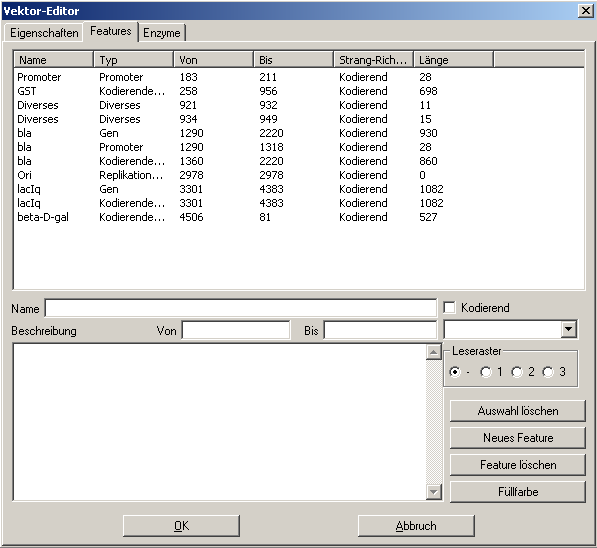 Vektor-Editor
Eigenschaften Features Enzyme
Name Typ Von Bis Strang-Rich... Länge
Promoter Promoter 183 211 Kodierend 28
GST Kodierende... 258 956 Kodierend 698
Diverses Diverses 921 932 Kodierend 11
Diverses Diverses 934 949 Kodierend 15
bla Gen 1290 2220 Kodierend 930
bla Promoter 1290 1318 Kodierend 28
bla Kodierende... 1360 2220 Kodierend 860
Ori Replikation... 2978 2978 Kodierend 0
lacIq Gen 3301 4383 Kodierend 1082
lacIq Kodierende... 3301 4383 Kodierend 1082
beta-D-gal Kodierende... 4506 81 Kodierend 527
Name Kodierend
Beschreibung Von Bis
Leseraster
- 1 2 3
Auswahl löschen
Neues Feature
Feature löschen
Füllfarbe
OK Abbruch